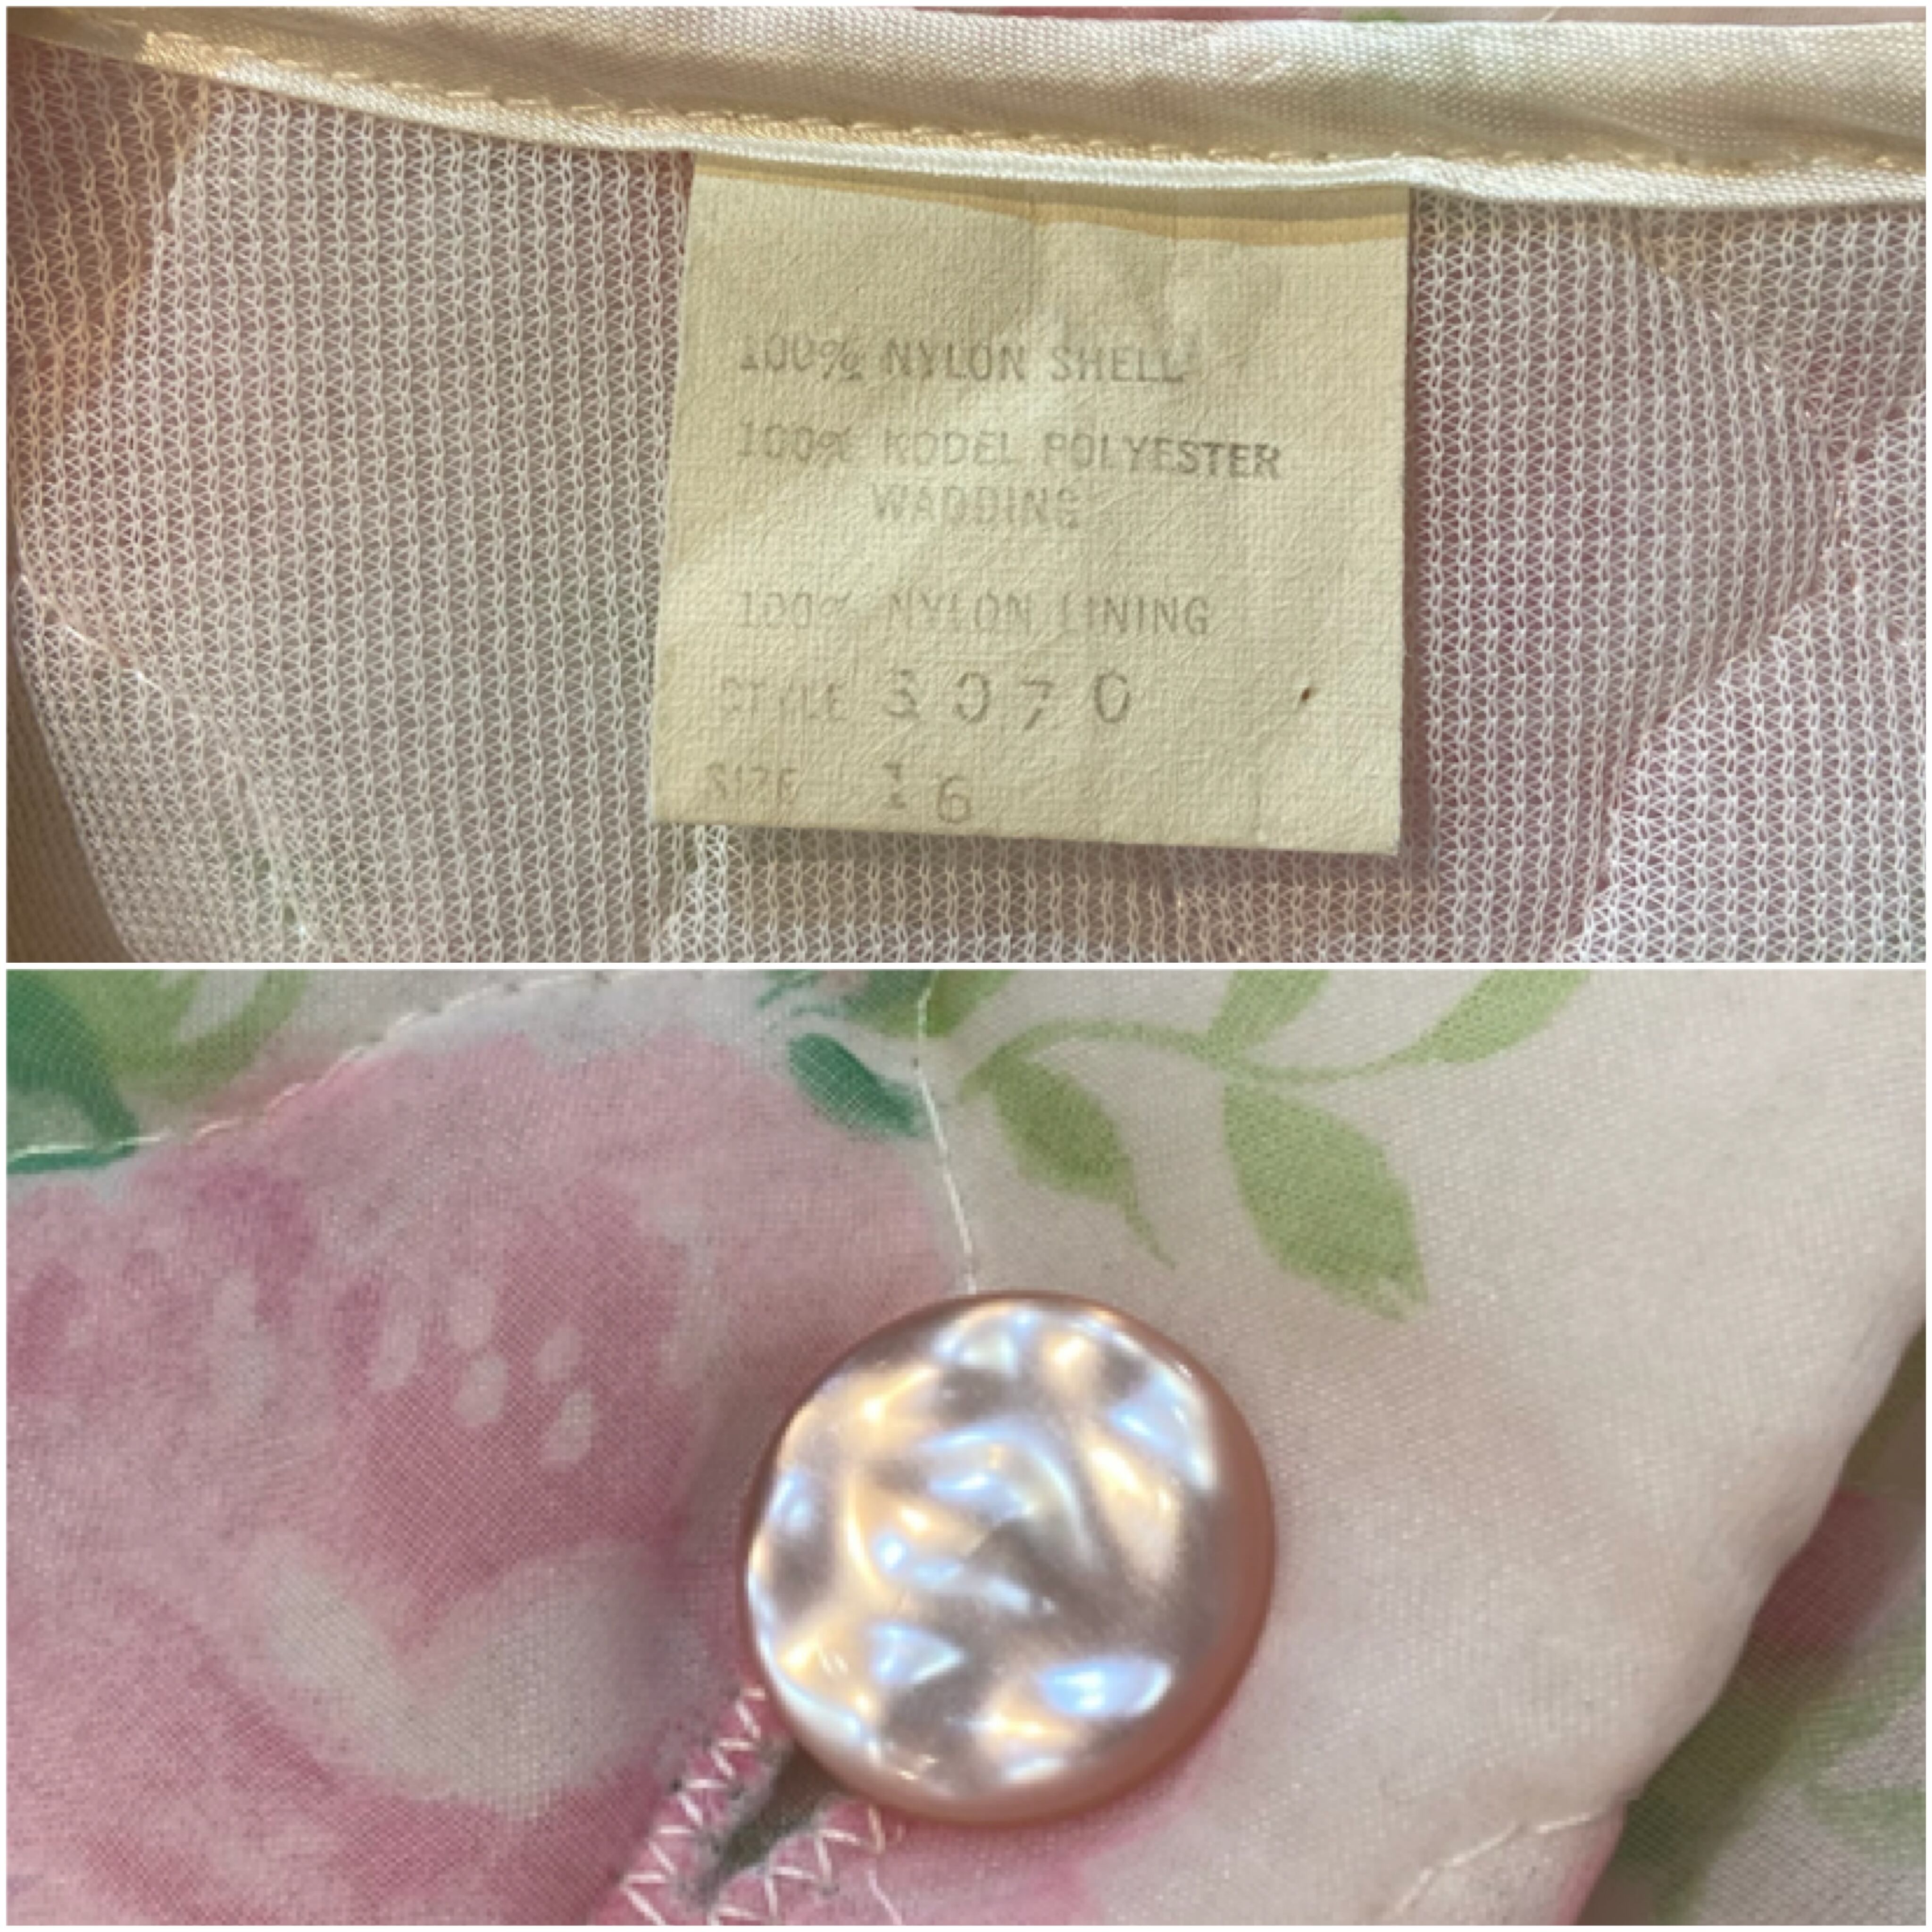 100% NYLON SHELL
100% KODEL POLYESTER
WADDING
100% NYLON LINING
STYLE 3070
SIZE 16